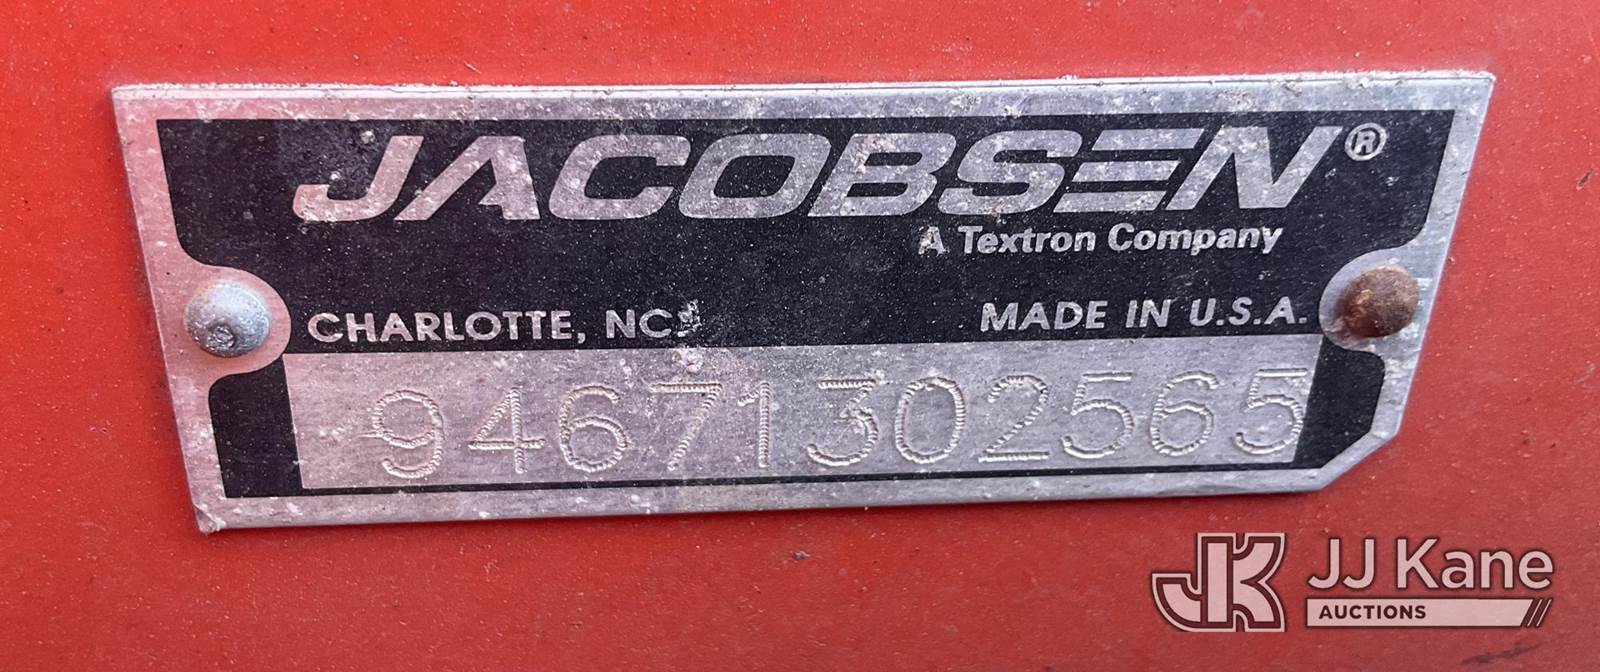 JACOBSEN®
A Textron Company
CHARLOTTE, NC
MADE IN U.S.A.
94671302565
JK JJ Kane
AUCTIONS